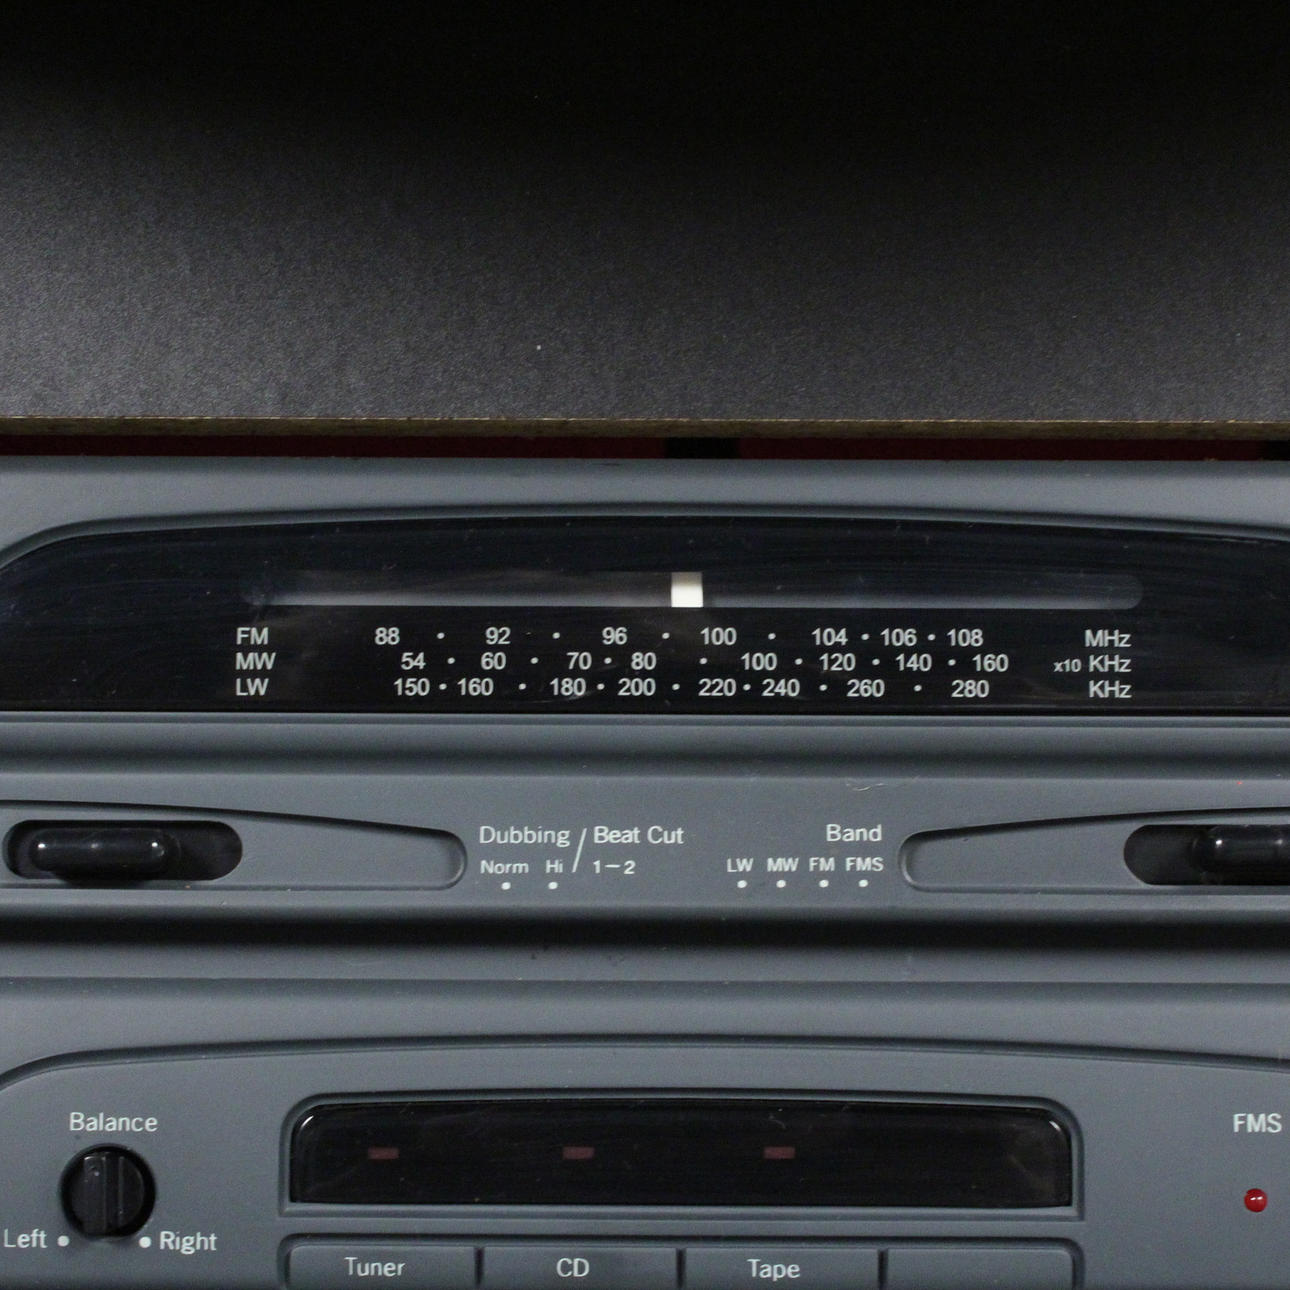 FM 88 • 92 • 96 • 100 • 104 • 106 • 108 MHz
MW 54 • 60 • 70 • 80 • 100 • 120 • 140 • 160 x10 KHz
LW 150 • 160 • 180 • 200 • 220 • 240 • 260 • 280 KHz
Dubbing / Beat Cut
Norm Hi / 1–2
Band
LW MW FM FMS
Balance
Left • • Right
FMS
Tuner CD Tape